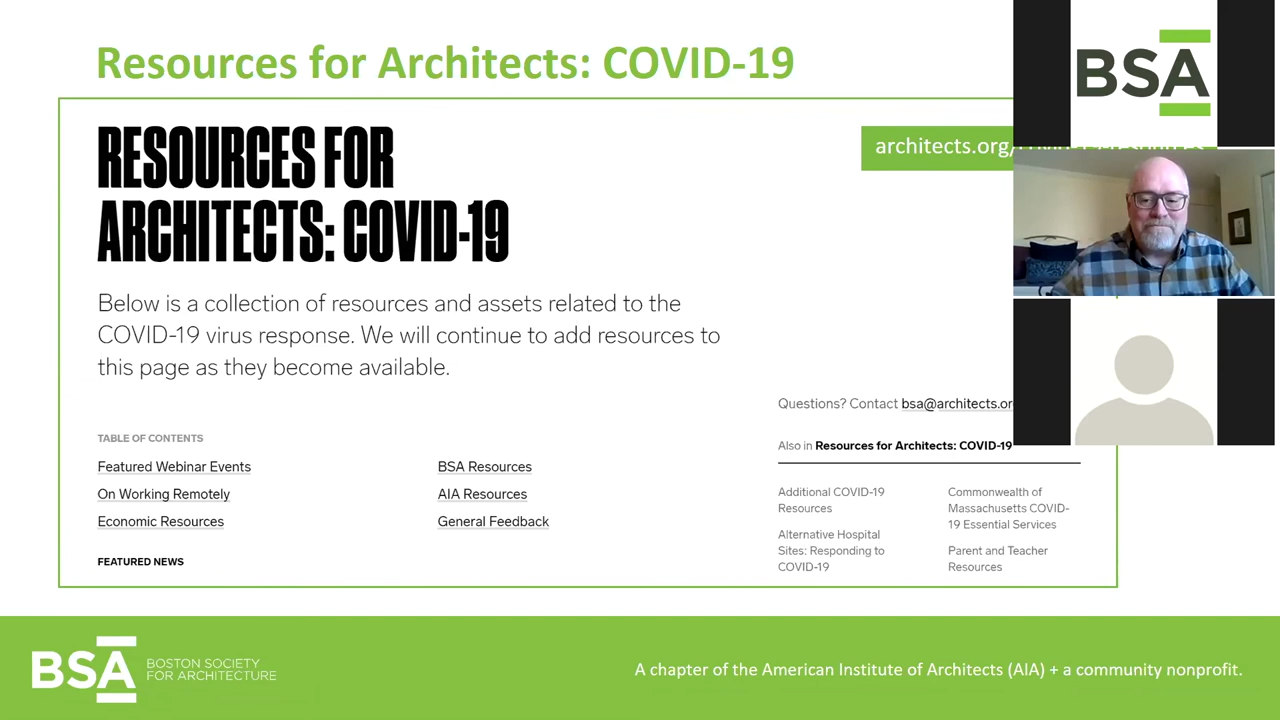 Resources for Architects: COVID-19
BSA
RESOURCES FOR
ARCHITECTS: COVID-19
architects.org/
Below is a collection of resources and assets related to the
COVID-19 virus response. We will continue to add resources to
this page as they become available.
Questions? Contact bsa@architects.or
Also in Resources for Architects: COVID-19
TABLE OF CONTENTS
Featured Webinar Events
On Working Remotely
Economic Resources
BSA Resources
AIA Resources
General Feedback
Additional COVID-19
Resources
Alternative Hospital
Sites: Responding to
COVID-19
Commonwealth of
Massachusetts COVID-
19 Essential Services
Parent and Teacher
Resources
FEATURED NEWS
BSA
BOSTON SOCIETY
FOR ARCHITECTURE
A chapter of the American Institute of Architects (AIA) + a community nonprofit.